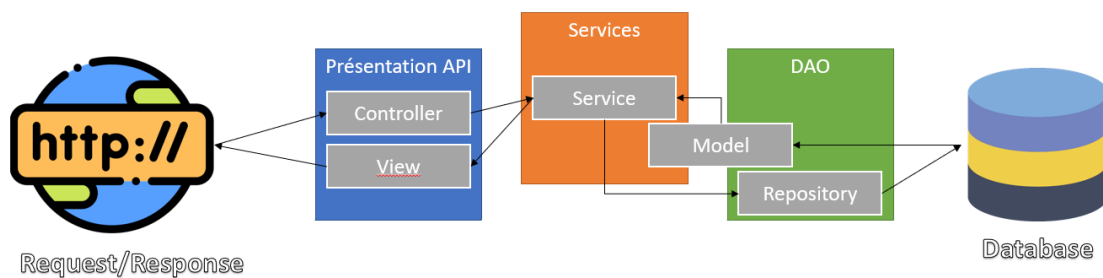 Services
Présentation API
DAO
Controller
Service
http://
Model
View
Repository
Database
Request/Response